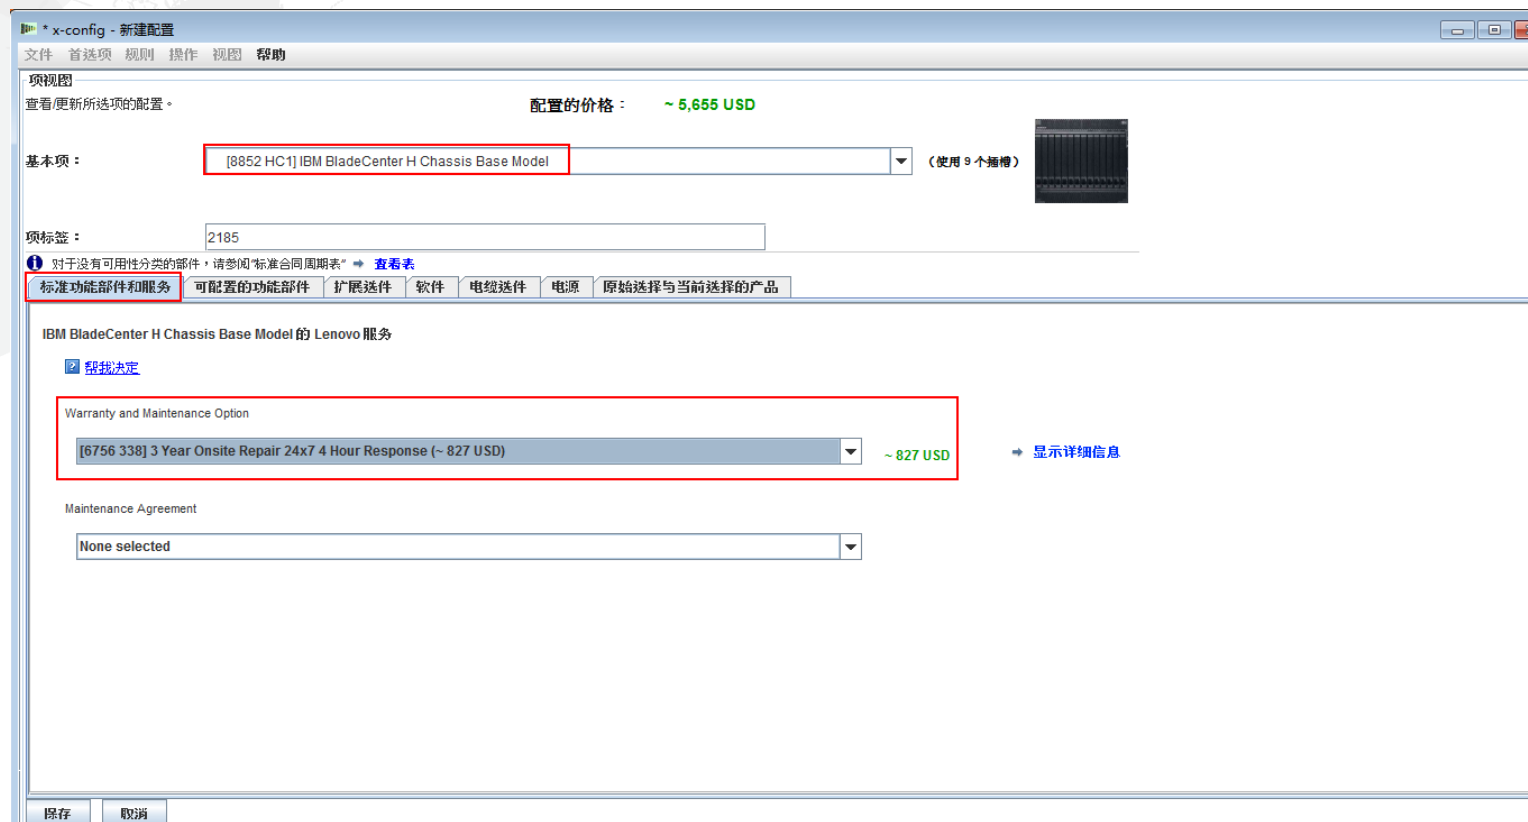 * x-config - 新建配置
文件 首选项 规则 操作 视图 帮助
项视图
查看/更新所选项的配置。 配置的价格： ~ 5,655 USD
基本项： [8852 HC1] IBM BladeCenter H Chassis Base Model （使用 9 个插槽）
项标签： 2185
对于没有可用性分类的部件，请参阅"标准合同周期表" 查看表
标准功能部件和服务 可配置的功能部件 扩展选件 软件 电缆选件 电源 原始选择与当前选择的产品
IBM BladeCenter H Chassis Base Model 的 Lenovo 服务
? 帮我决定
Warranty and Maintenance Option
[6756 338] 3 Year Onsite Repair 24x7 4 Hour Response (~ 827 USD) ~ 827 USD 显示详细信息
Maintenance Agreement
None selected
保存 取消